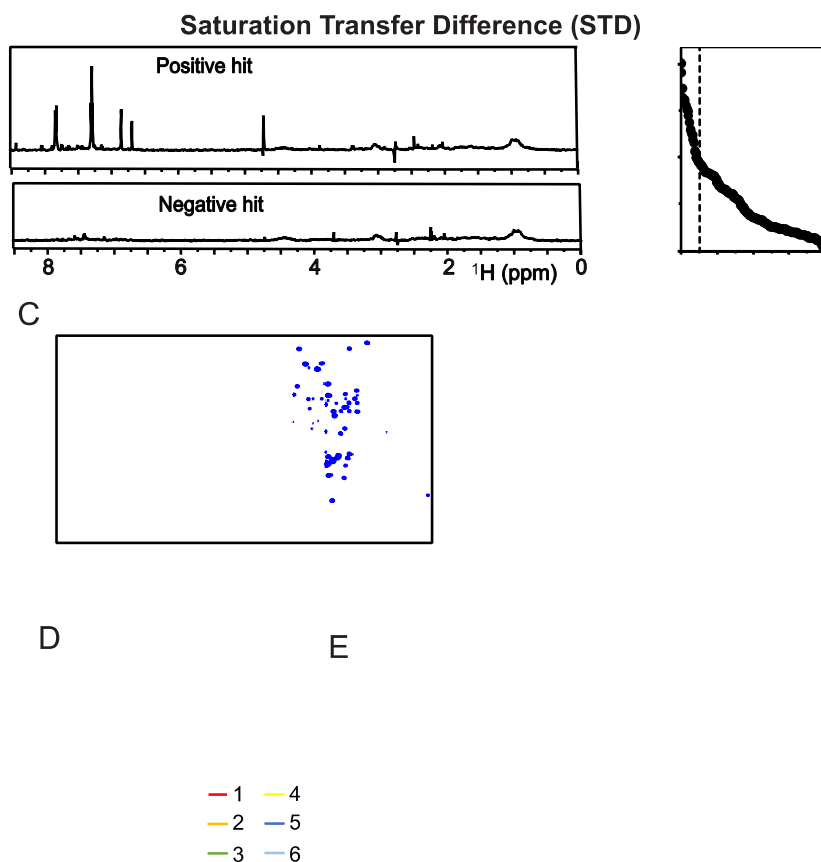 Saturation Transfer Difference (STD)
Positive hit
Negative hit
8 6 4 2 ¹H (ppm) 0
C
D E
1 4
2 5
3 6